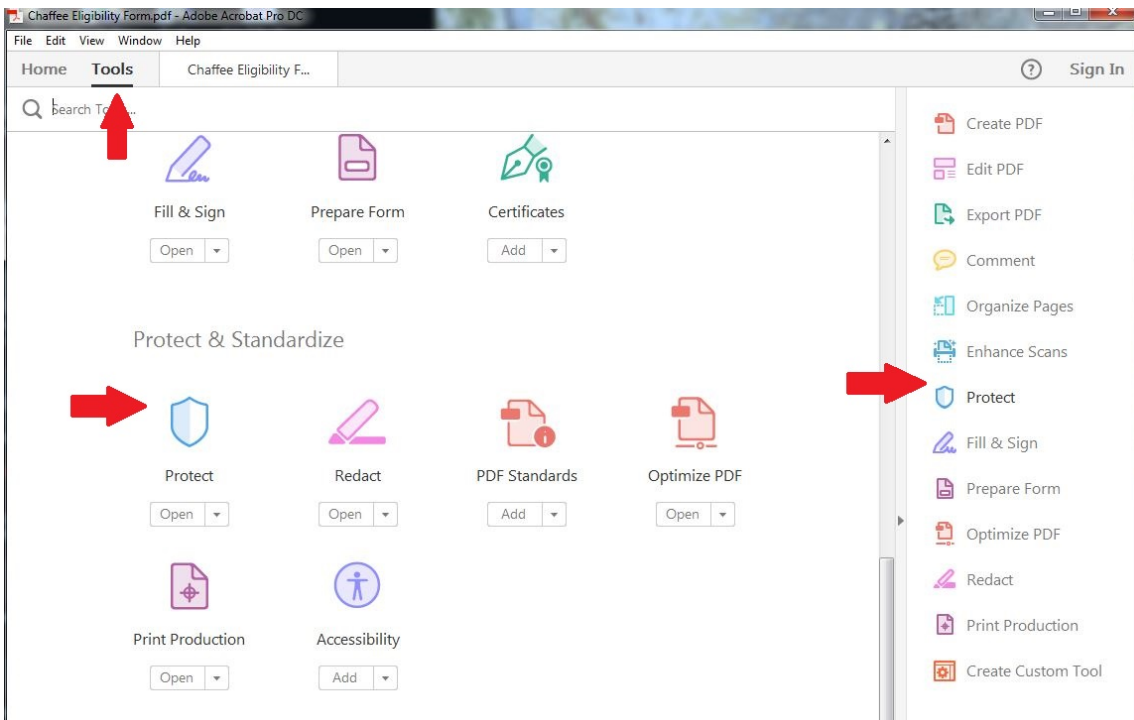 Chaffee Eligibility Form.pdf - Adobe Acrobat Pro DC
File Edit View Window Help
Home Tools Chaffee Eligibility F... Sign In
Search
Fill & Sign Prepare Form Certificates
Open Open Add
Protect & Standardize
Protect Redact PDF Standards Optimize PDF
Open Open Add Open
Print Production Accessibility
Open Add
Create PDF
Edit PDF
Export PDF
Comment
Organize Pages
Enhance Scans
Protect
Fill & Sign
Prepare Form
Optimize PDF
Redact
Print Production
Create Custom Tool